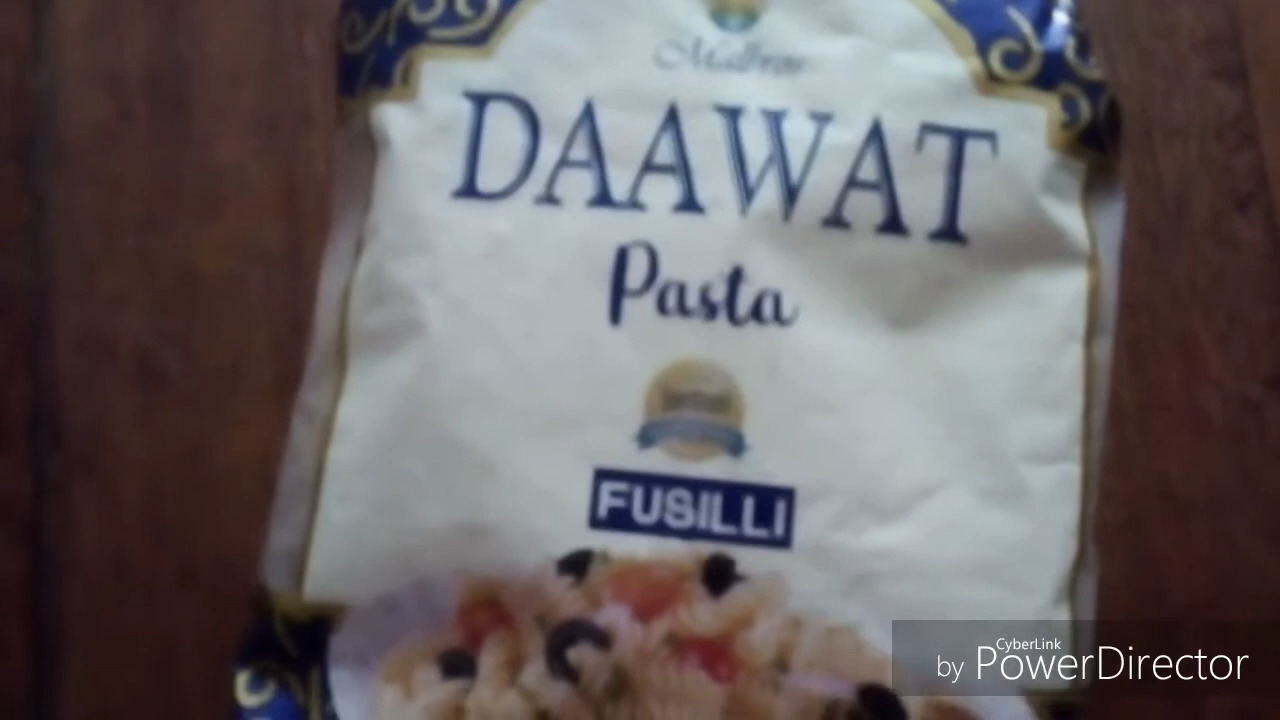 DAAWAT
Pasta
FUSILLI
CyberLink
by PowerDirector